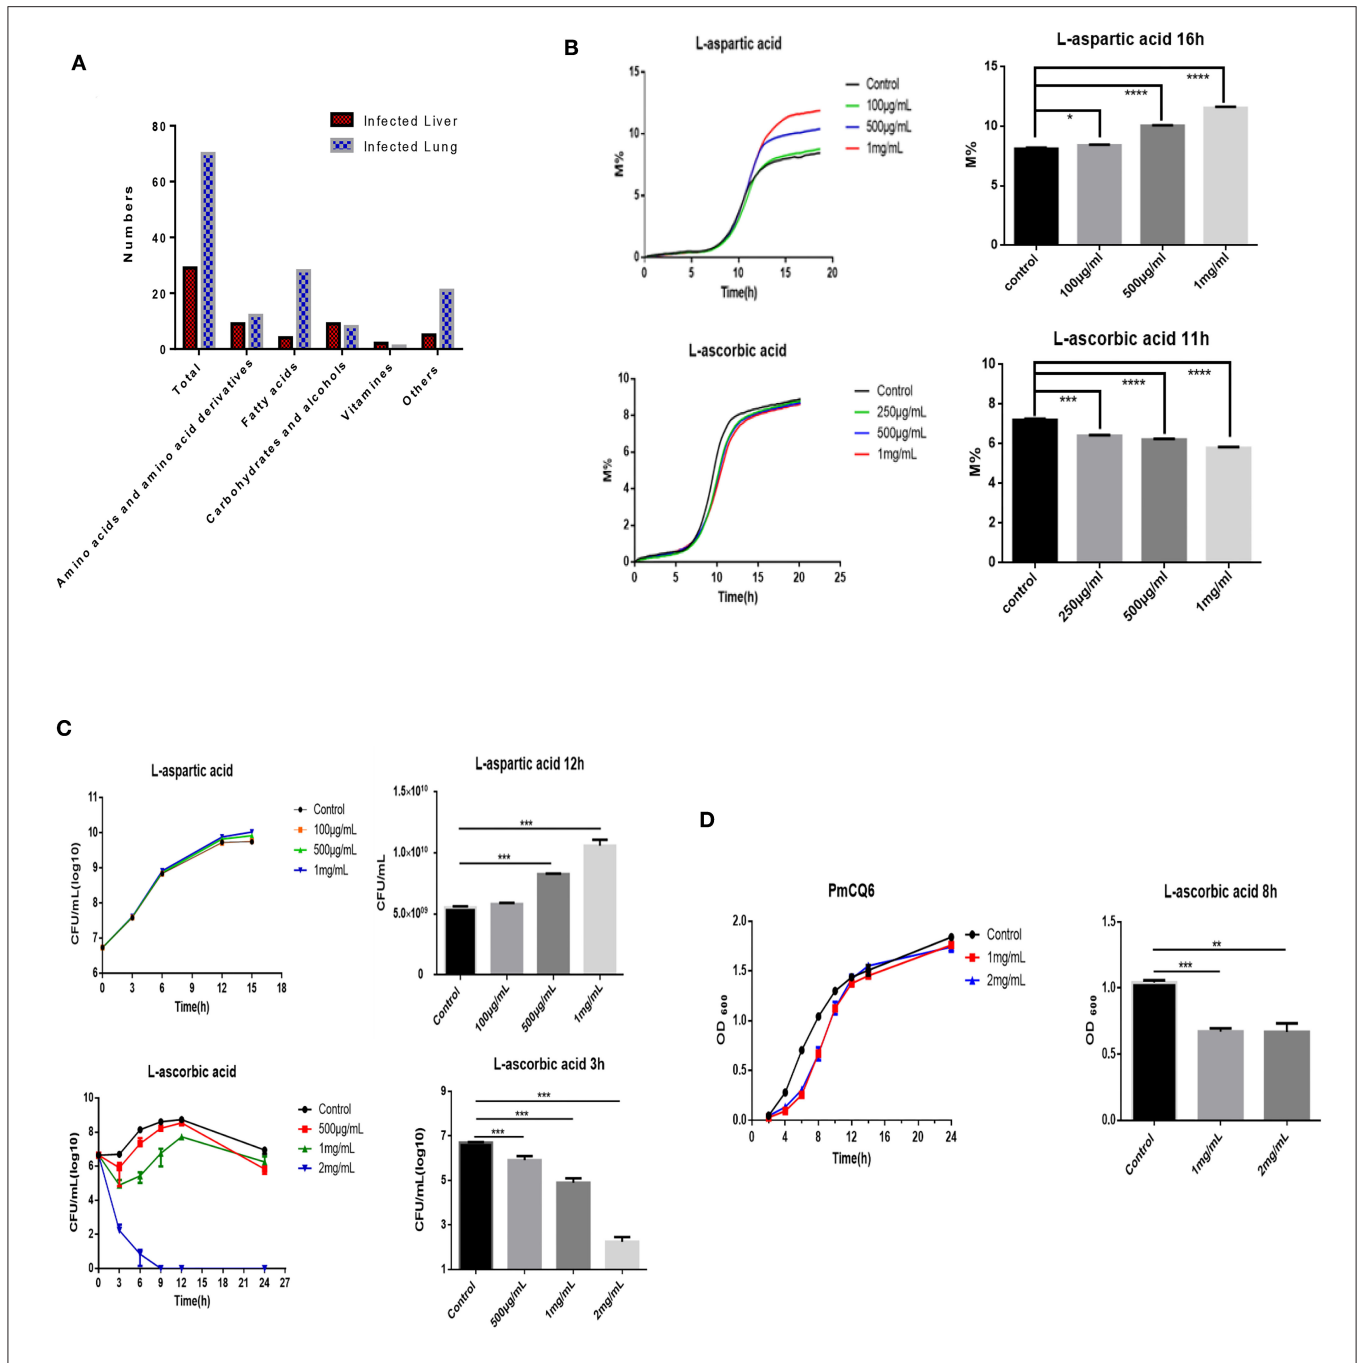 A
80
60
40
20
0
Numbers
Infected Liver
Infected Lung
Total
Amino acids and amino acid derivatives
Fatty acids
Carbohydrates and alcohols
Vitamines
Others
B
L-aspartic acid
15
10
5
0
M%
0 5 10 15 20
Time(h)
Control
100μg/mL
500μg/mL
1mg/mL
L-aspartic acid 16h
15
10
5
0
M%
****
****
*
control
100μg/ml
500μg/ml
1mg/ml
L-ascorbic acid
10
8
6
4
2
0
M%
0 5 10 15 20 25
Time(h)
Control
250μg/mL
500μg/mL
1mg/mL
L-ascorbic acid 11h
10
8
6
4
2
0
M%
****
****
***
control
250μg/ml
500μg/ml
1mg/ml
C
L-aspartic acid
11
10
9
8
7
6
CFU/mL(log10)
0 3 6 9 12 15 18
Time(h)
Control
100μg/mL
500μg/mL
1mg/mL
L-aspartic acid 12h
1.5×10¹⁰
1.0×10¹⁰
5.0×10⁰⁹
0
CFU/mL
***
***
Control
100μg/mL
500μg/mL
1mg/mL
L-ascorbic acid
10
8
6
4
2
0
CFU/mL(log10)
0 3 6 9 12 15 18 21 24 27
Time(h)
Control
500μg/mL
1mg/mL
2mg/mL
L-ascorbic acid 3h
9
7
5
3
1
CFU/mL(log10)
***
***
***
Control
500μg/mL
1mg/mL
2mg/mL
D
PmCQ6
2.0
1.5
1.0
0.5
0.0
OD 600
0 4 8 12 16 20 24
Time(h)
Control
1mg/mL
2mg/mL
L-ascorbic acid 8h
1.5
1.0
0.5
0.0
OD 600
**
***
Control
1mg/mL
2mg/mL